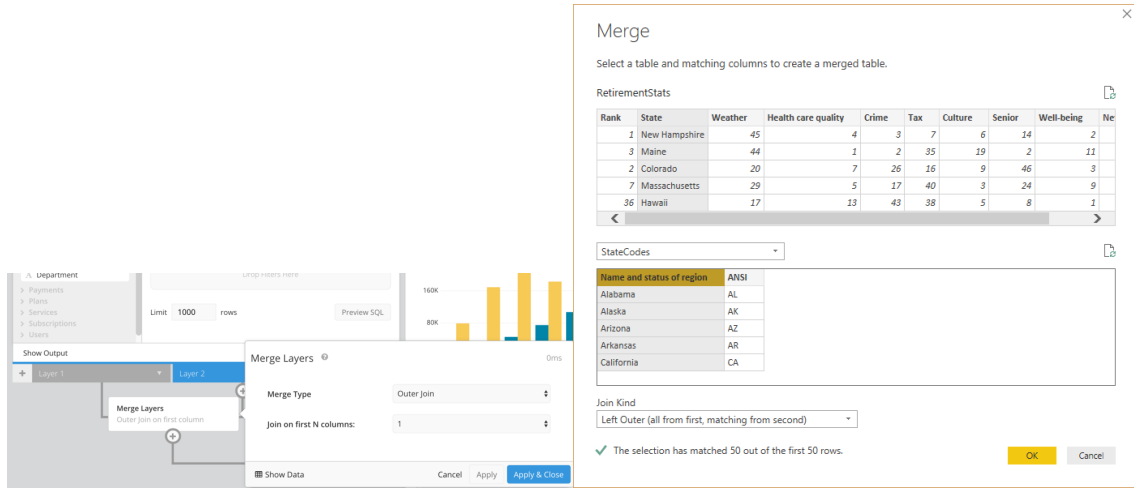 A Department
> Payments
> Plans
> Services
> Subscriptions
> Users
Drop Filters Here
Limit 1000 rows Preview SQL
160K
80K
Show Output
+ Layer 1 Layer 2
Merge Layers
Outer Join on first column
Merge Layers 0ms
Merge Type Outer Join
Join on first N columns: 1
Show Data Cancel Apply Apply & Close
Merge
Select a table and matching columns to create a merged table.
RetirementStats
Rank State Weather Health care quality Crime Tax Culture Senior Well-being Ne
1 New Hampshire 45 4 3 7 6 14 2
3 Maine 44 1 2 35 19 2 11
2 Colorado 20 7 26 16 9 46 3
7 Massachusetts 29 5 17 40 3 24 9
36 Hawaii 17 13 43 38 5 8 1
StateCodes
Name and status of region ANSI
Alabama AL
Alaska AK
Arizona AZ
Arkansas AR
California CA
Join Kind
Left Outer (all from first, matching from second)
The selection has matched 50 out of the first 50 rows.
OK Cancel